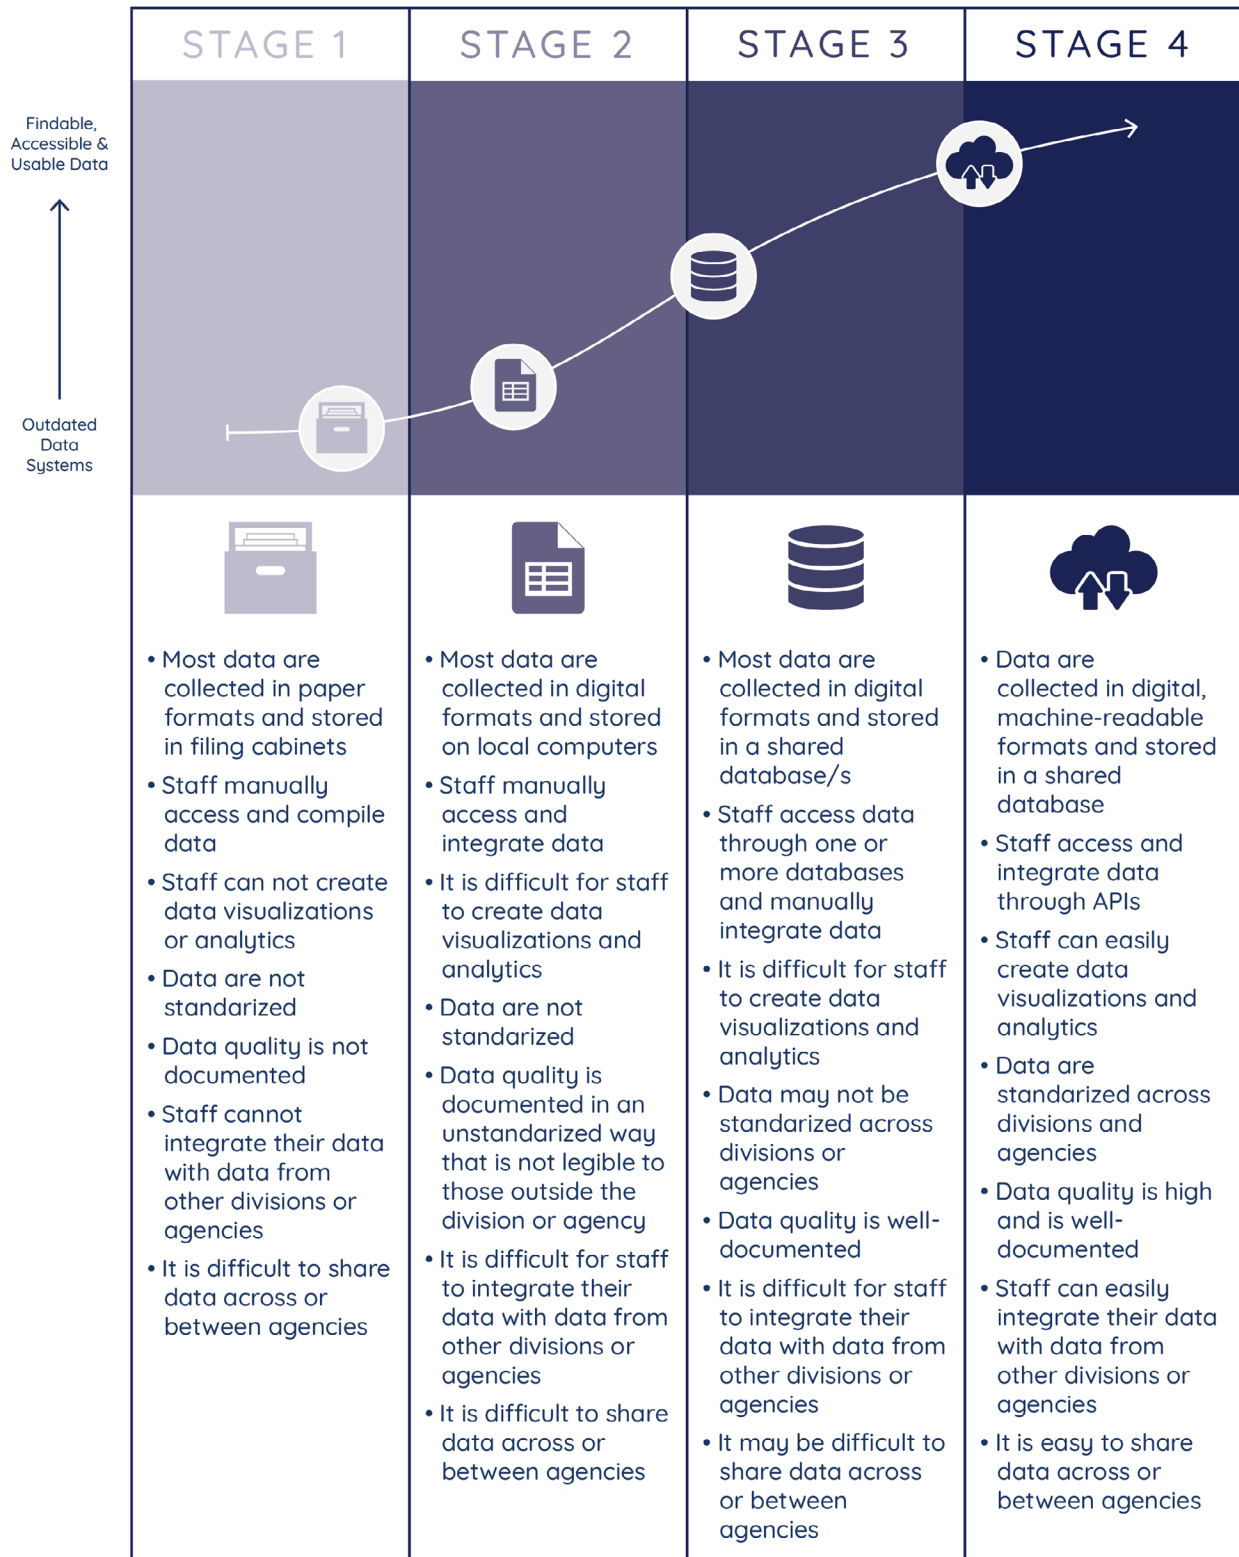 STAGE 1
STAGE 2
STAGE 3
STAGE 4
Findable,
Accessible &
Usable Data
Outdated
Data
Systems
• Most data are
collected in paper
formats and stored
in filing cabinets
• Staff manually
access and compile
data
• Staff can not create
data visualizations
or analytics
• Data are not
standarized
• Data quality is not
documented
• Staff cannot
integrate their data
with data from
other divisions or
agencies
• It is difficult to share
data across or
between agencies
• Most data are
collected in digital
formats and stored
on local computers
• Staff manually
access and
integrate data
• It is difficult for staff
to create data
visualizations and
analytics
• Data are not
standarized
• Data quality is
documented in an
unstandarized way
that is not legible to
those outside the
division or agency
• It is difficult for staff
to integrate their
data with data from
other divisions or
agencies
• It is difficult to share
data across or
between agencies
• Most data are
collected in digital
formats and stored
in a shared
database/s
• Staff access data
through one or
more databases
and manually
integrate data
• It is difficult for staff
to create data
visualizations and
analytics
• Data may not be
standarized across
divisions or
agencies
• Data quality is well-
documented
• It is difficult for staff
to integrate their
data with data from
other divisions or
agencies
• It may be difficult to
share data across
or between
agencies
• Data are
collected in digital,
machine-readable
formats and stored
in a shared
database
• Staff access and
integrate data
through APIs
• Staff can easily
create data
visualizations and
analytics
• Data are
standarized across
divisions and
agencies
• Data quality is high
and is well-
documented
• Staff can easily
integrate their data
with data from
other divisions or
agencies
• It is easy to share
data across or
between agencies